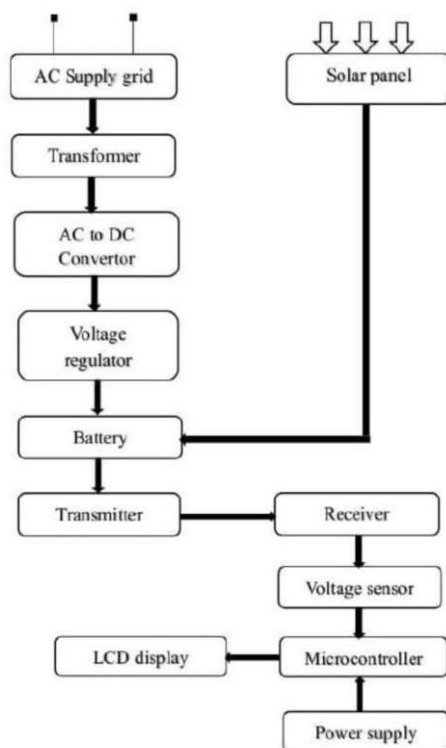 AC Supply grid
Solar panel
Transformer
AC to DC
Convertor
Voltage
regulator
Battery
Transmitter
Receiver
Voltage sensor
LCD display
Microcontroller
Power supply